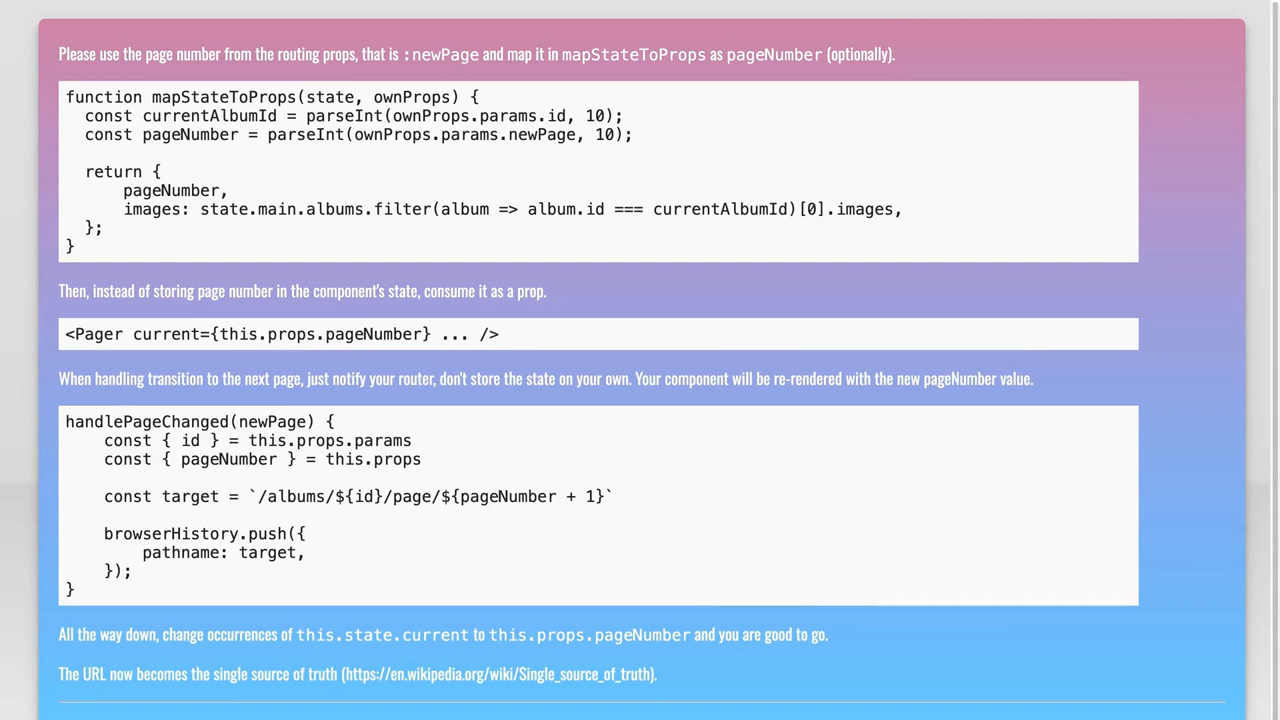 Please use the page number from the routing props, that is :newPage and map it in mapStateToProps as pageNumber (optionally).
function mapStateToProps(state, ownProps) {
  const currentAlbumId = parseInt(ownProps.params.id, 10);
  const pageNumber = parseInt(ownProps.params.newPage, 10);
  return {
      pageNumber,
      images: state.main.albums.filter(album => album.id === currentAlbumId)[0].images,
  };
}
Then, instead of storing page number in the component's state, consume it as a prop.
<Pager current={this.props.pageNumber} ... />
When handling transition to the next page, just notify your router, don't store the state on your own. Your component will be re-rendered with the new pageNumber value.
handlePageChanged(newPage) {
    const { id } = this.props.params
    const { pageNumber } = this.props
    const target = `/albums/${id}/page/${pageNumber + 1}`
    browserHistory.push({
        pathname: target,
    });
}
All the way down, change occurrences of this.state.current to this.props.pageNumber and you are good to go.
The URL now becomes the single source of truth (https://en.wikipedia.org/wiki/Single_source_of_truth).